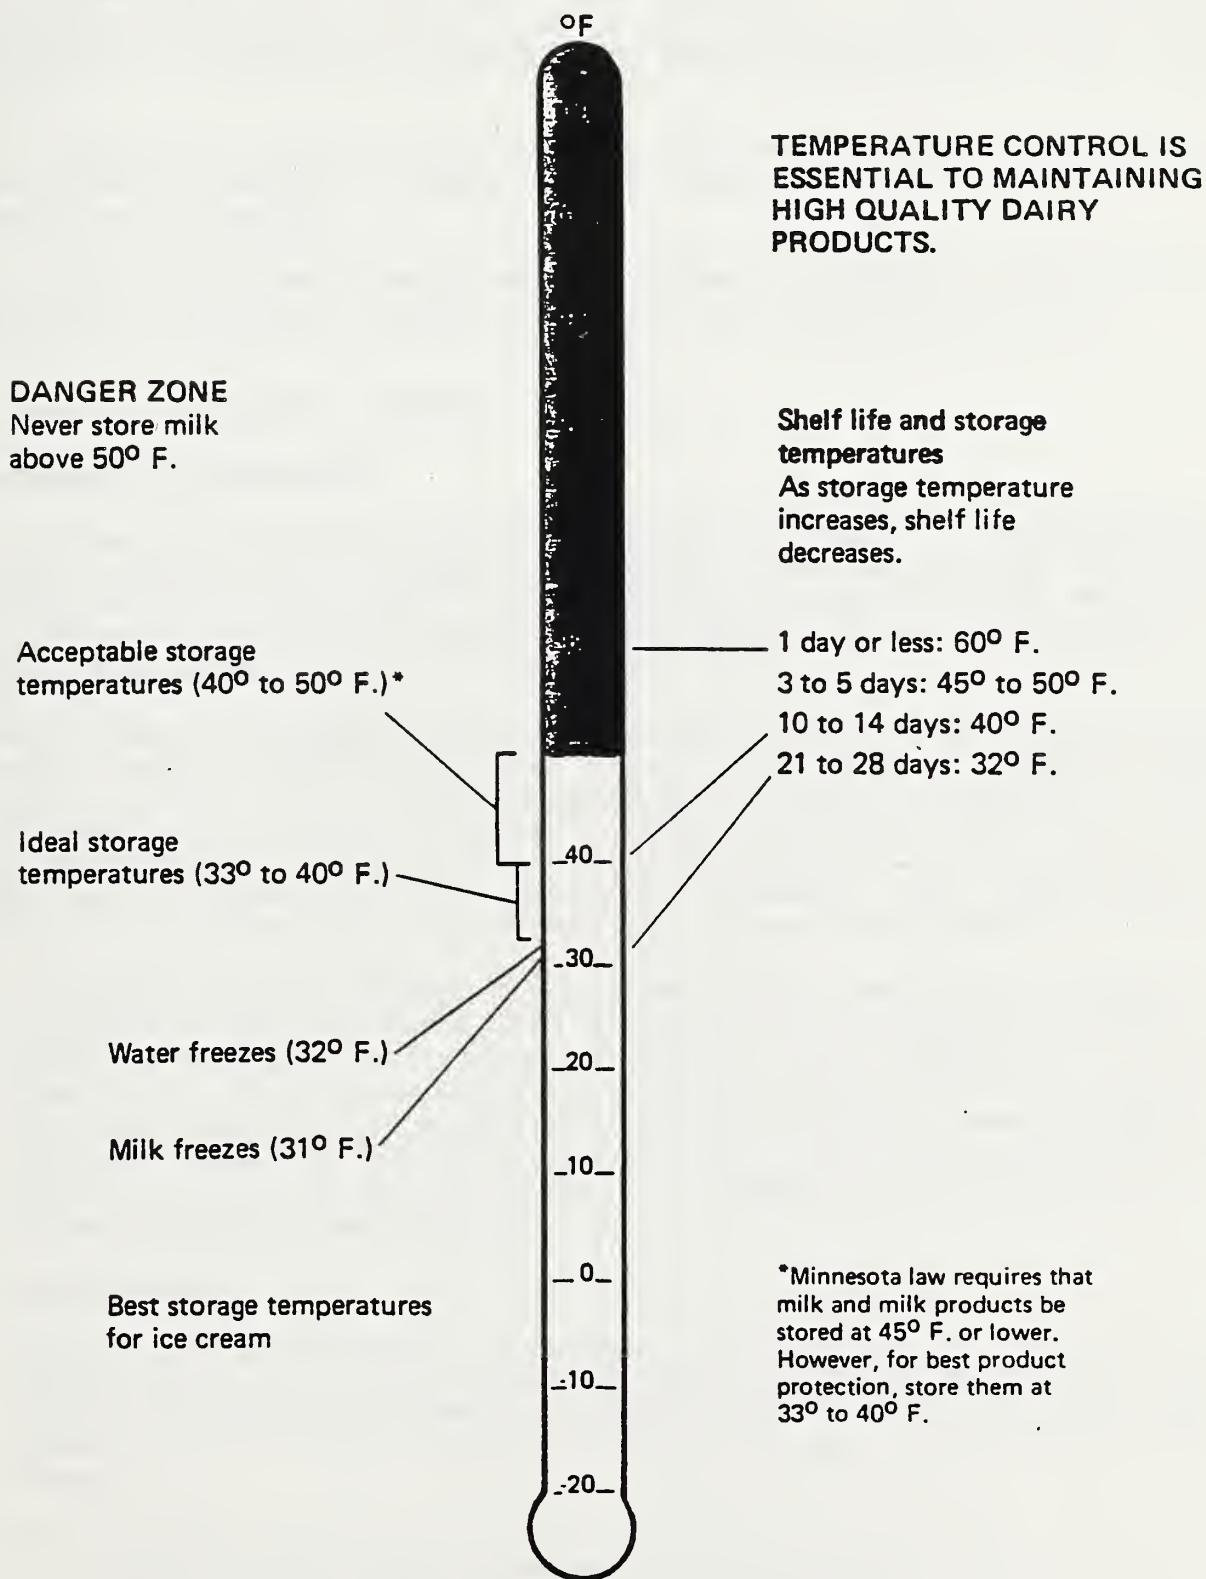 °F
TEMPERATURE CONTROL IS
ESSENTIAL TO MAINTAINING
HIGH QUALITY DAIRY
PRODUCTS.
DANGER ZONE
Never store milk
above 50° F.
Shelf life and storage
temperatures
As storage temperature
increases, shelf life
decreases.
Acceptable storage
temperatures (40° to 50° F.)*
1 day or less: 60° F.
3 to 5 days: 45° to 50° F.
10 to 14 days: 40° F.
21 to 28 days: 32° F.
Ideal storage
temperatures (33° to 40° F.)
40
30
Water freezes (32° F.)
20
Milk freezes (31° F.)
10
0
Best storage temperatures
for ice cream
-10
-20
*Minnesota law requires that
milk and milk products be
stored at 45° F. or lower.
However, for best product
protection, store them at
33° to 40° F.